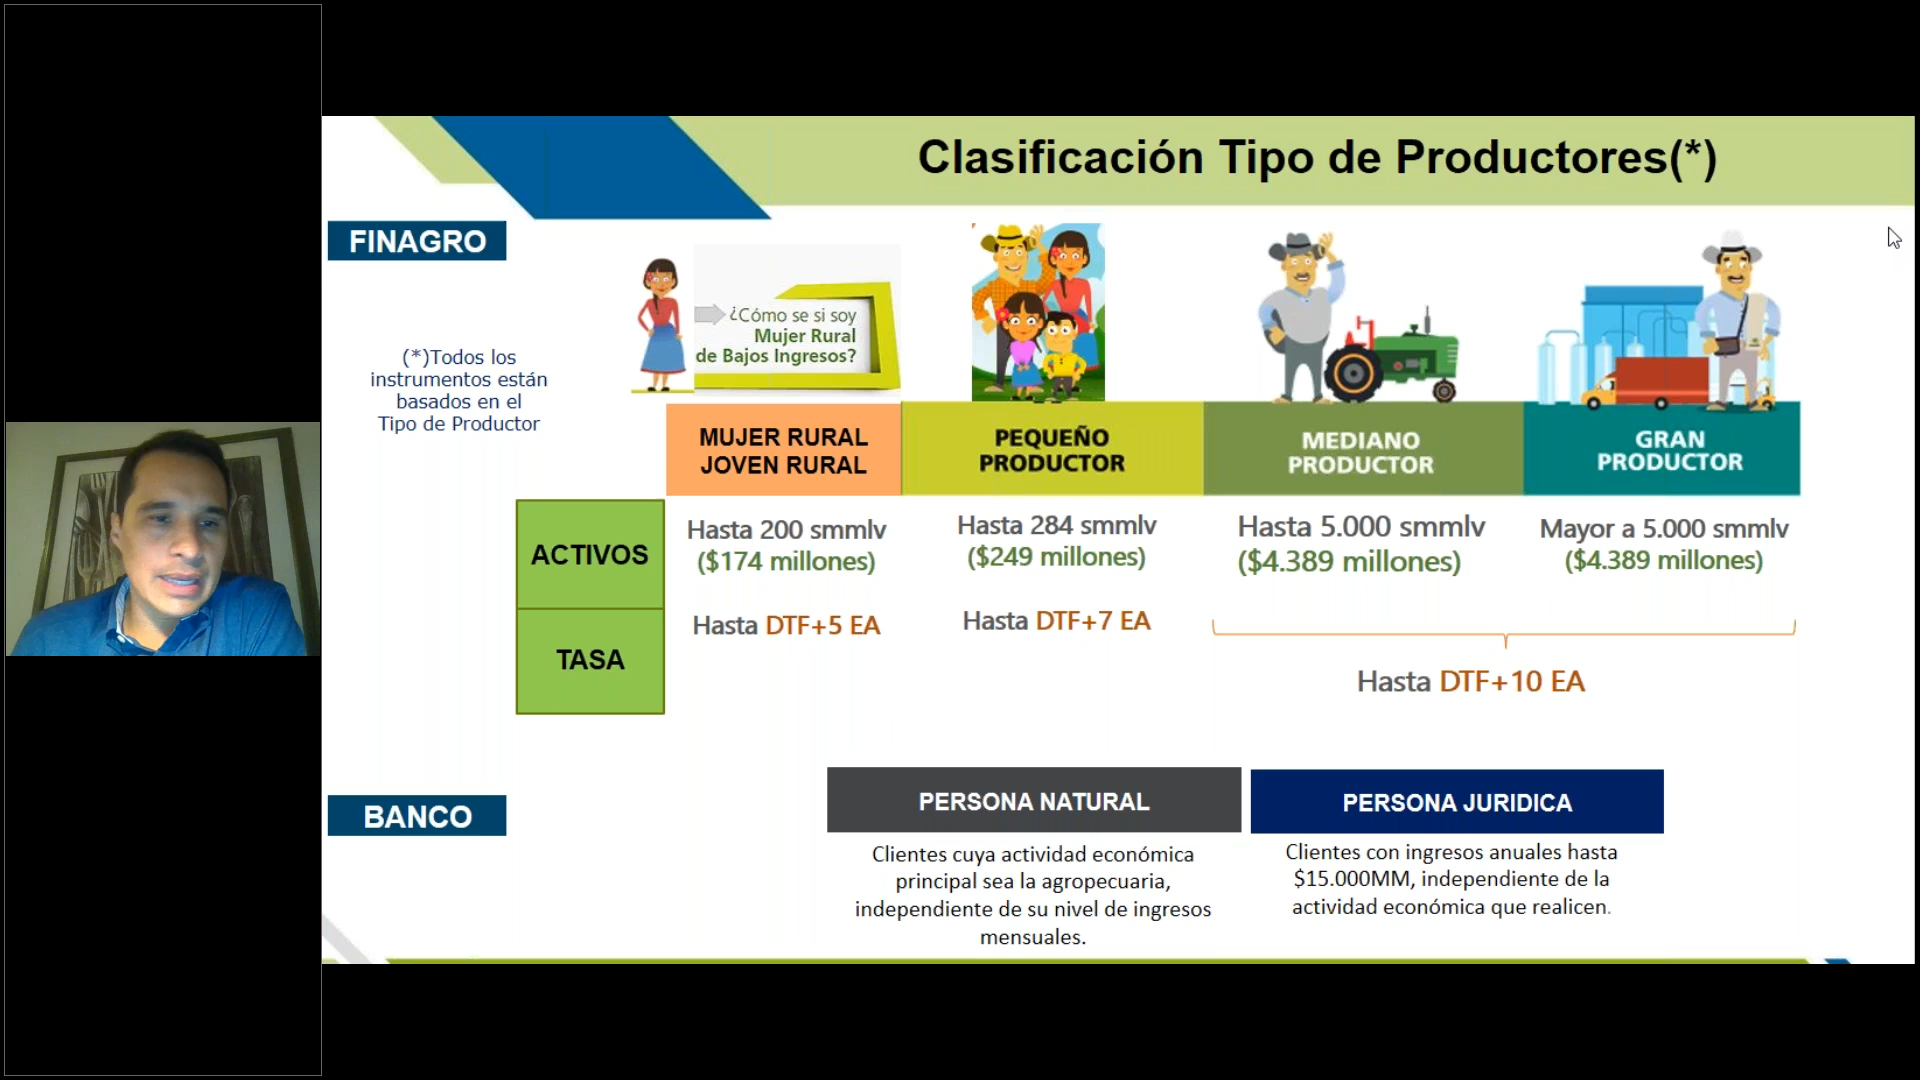 Clasificación Tipo de Productores(*)
FINAGRO
(*)Todos los
instrumentos están
basados en el
Tipo de Productor
¿Cómo se si soy
Mujer Rural
de Bajos Ingresos?
MUJER RURAL
JOVEN RURAL
PEQUEÑO
PRODUCTOR
MEDIANO
PRODUCTOR
GRAN
PRODUCTOR
ACTIVOS
Hasta 200 smmlv
($174 millones)
Hasta 284 smmlv
($249 millones)
Hasta 5.000 smmlv
($4.389 millones)
Mayor a 5.000 smmlv
($4.389 millones)
TASA
Hasta DTF+5 EA
Hasta DTF+7 EA
Hasta DTF+10 EA
BANCO
PERSONA NATURAL
Clientes cuya actividad económica
principal sea la agropecuaria,
independiente de su nivel de ingresos
mensuales.
PERSONA JURIDICA
Clientes con ingresos anuales hasta
$15.000MM, independiente de la
actividad económica que realicen.